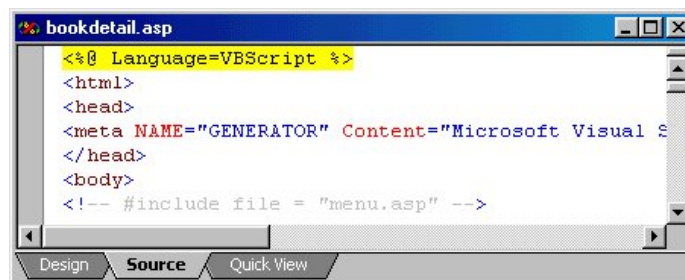 bookdetail.asp
<%@ Language=VBScript %>
<html>
<head>
<meta NAME="GENERATOR" Content="Microsoft Visual
</head>
<body>
<!-- #include file = "menu.asp" -->
Design Source Quick View